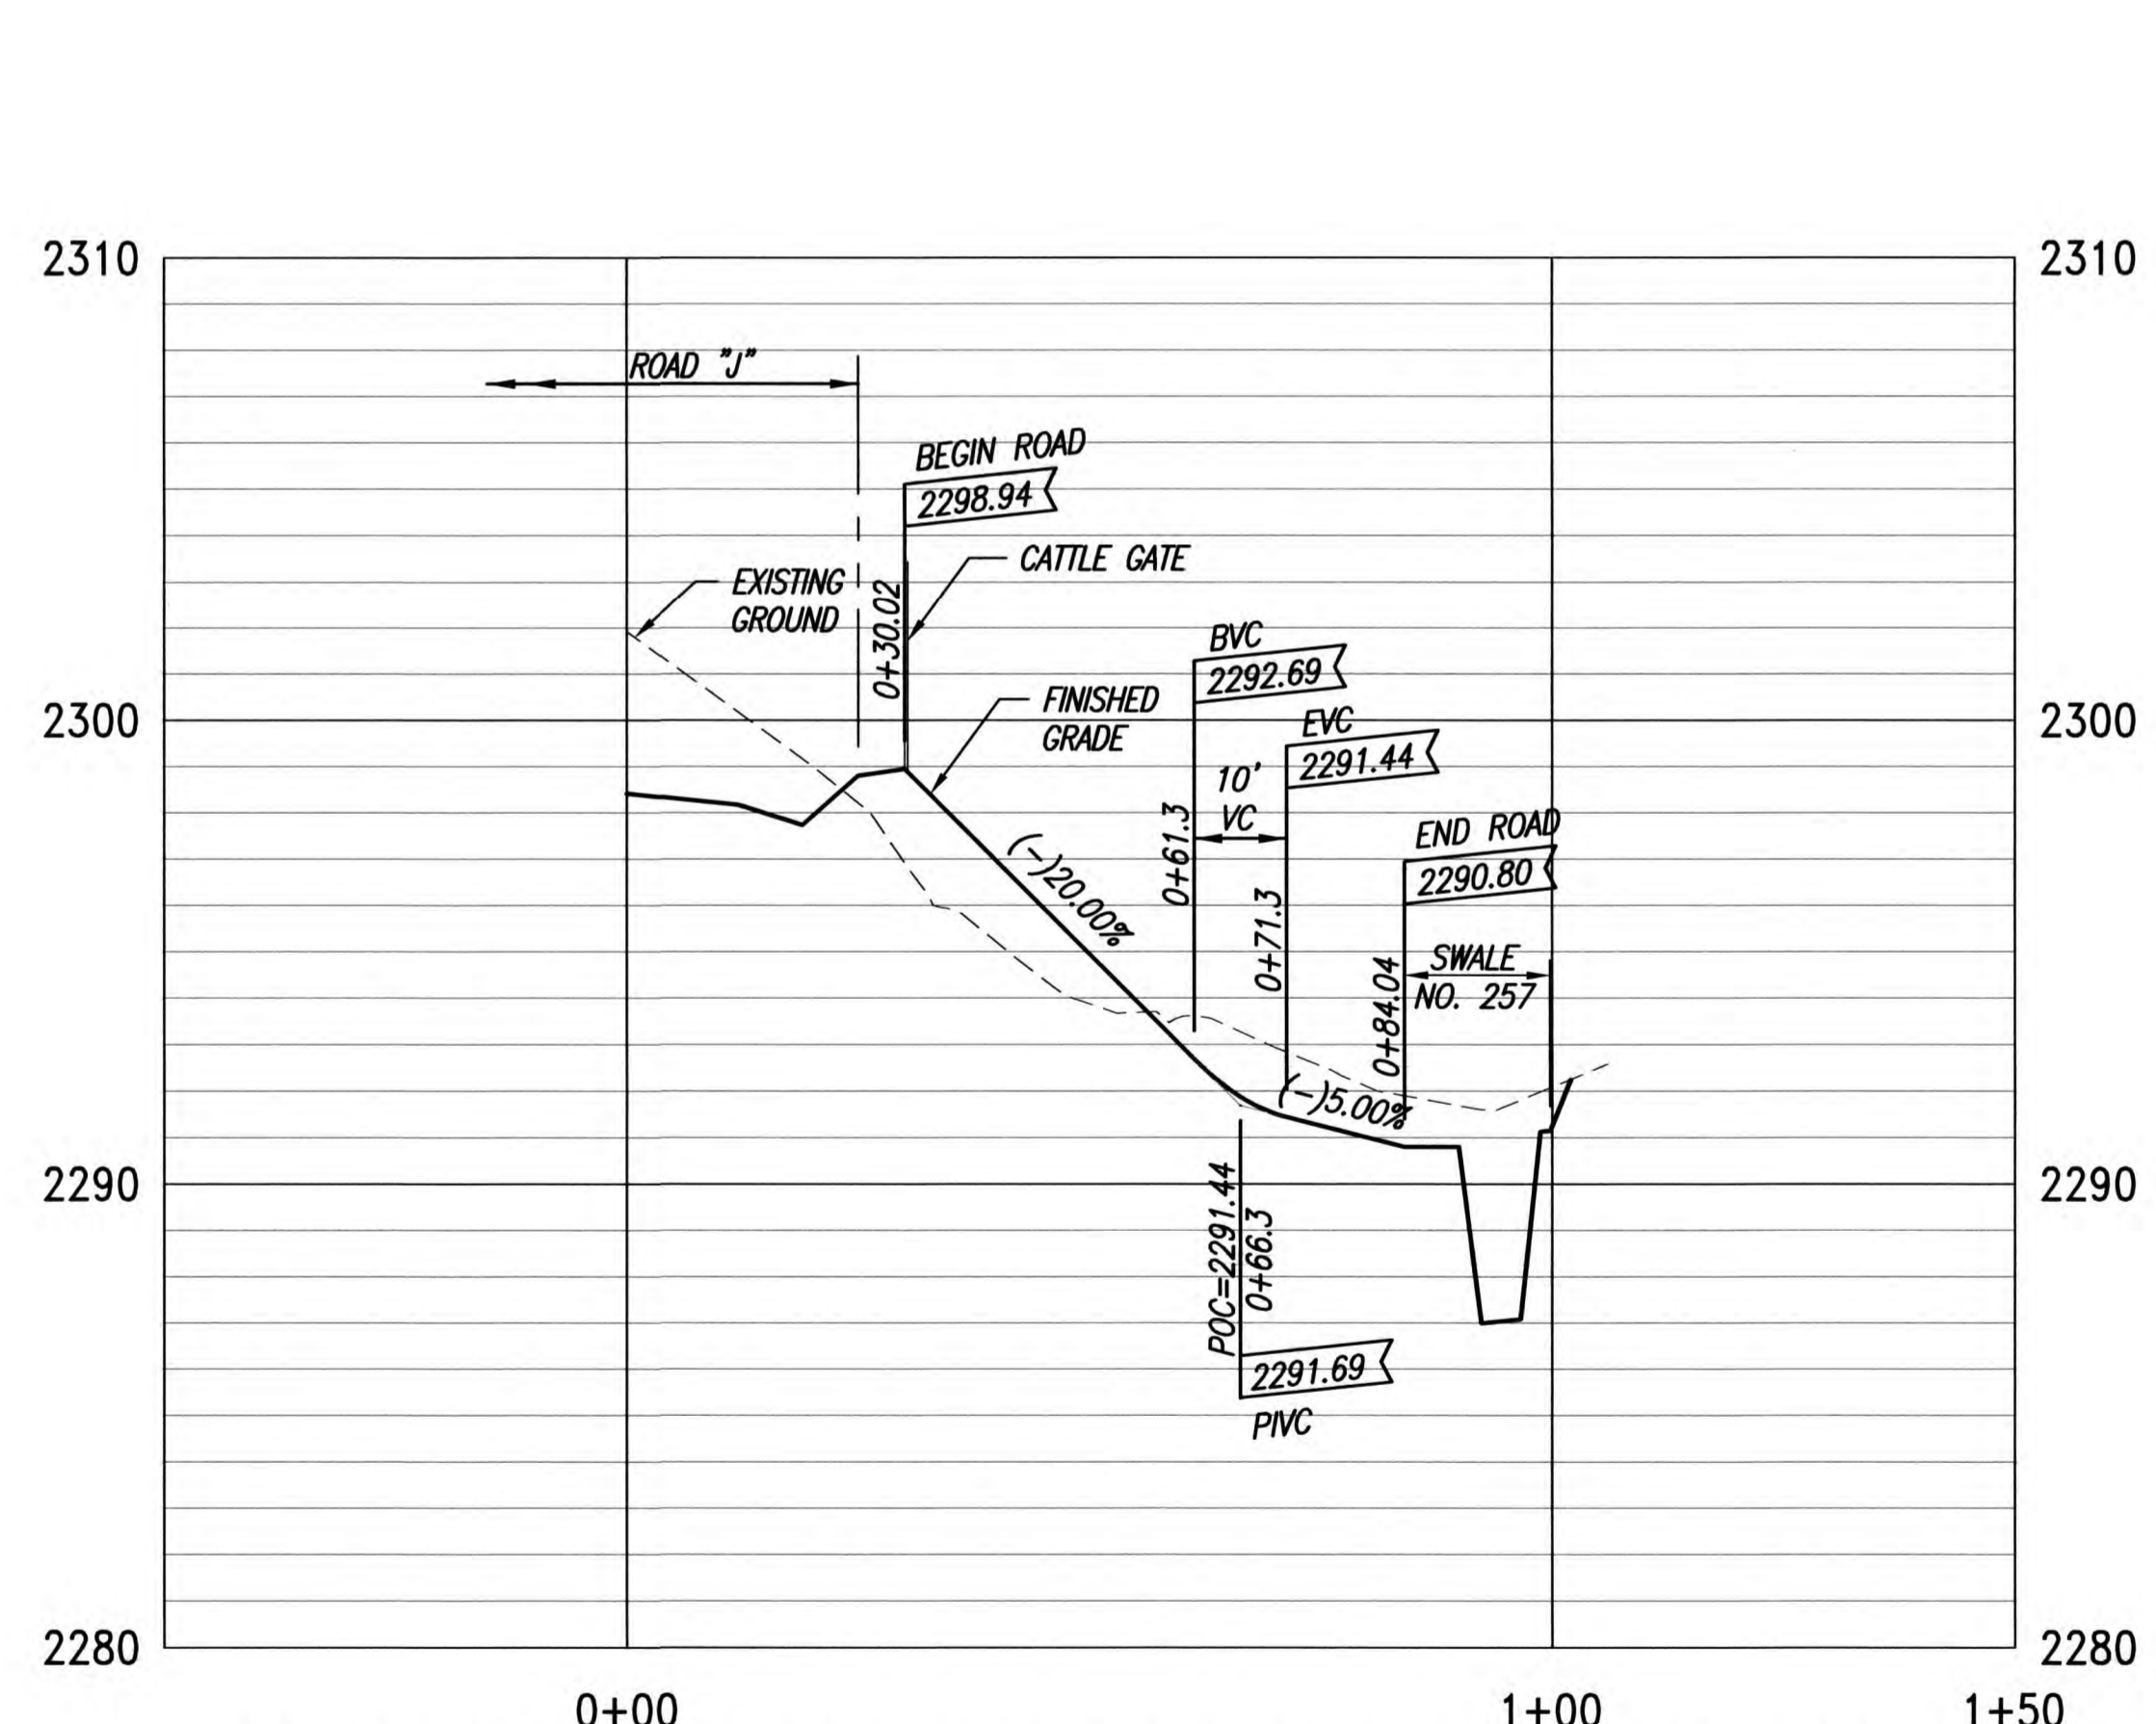 2310
2310
ROAD "J"
BEGIN ROAD
2298.94
CATTLE GATE
EXISTING
GROUND
0+30.02
BVC
2292.69
FINISHED
GRADE
2300
2300
EVC
2291.44
10'
VC
0+61.3
END ROAD
2290.80
(-)20.00%
0+71.3
SWALE
NO. 257
0+84.04
(-)5.00%
2290
2290
POC=2291.44
0+66.3
2291.69
PIVC
2280
2280
0+00
1+00
1+50